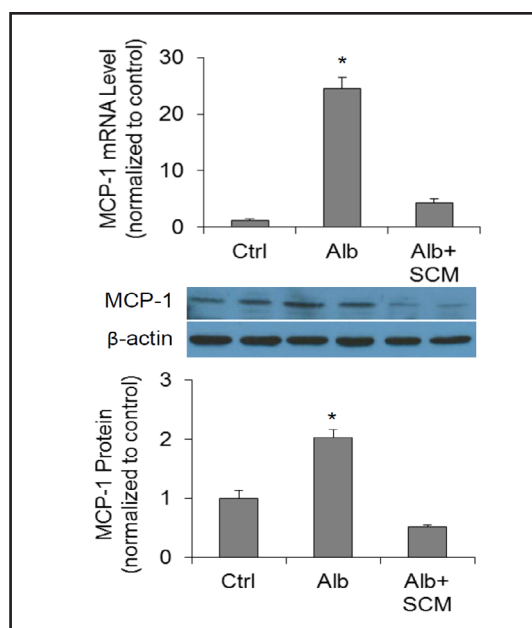 MCP-1 mRNA Level
(normalized to control)
30
20
10
0
*
Ctrl
Alb
Alb+
SCM
MCP-1
β-actin
MCP-1 Protein
(normalized to control)
3
2
1
0
*
Ctrl
Alb
Alb+
SCM